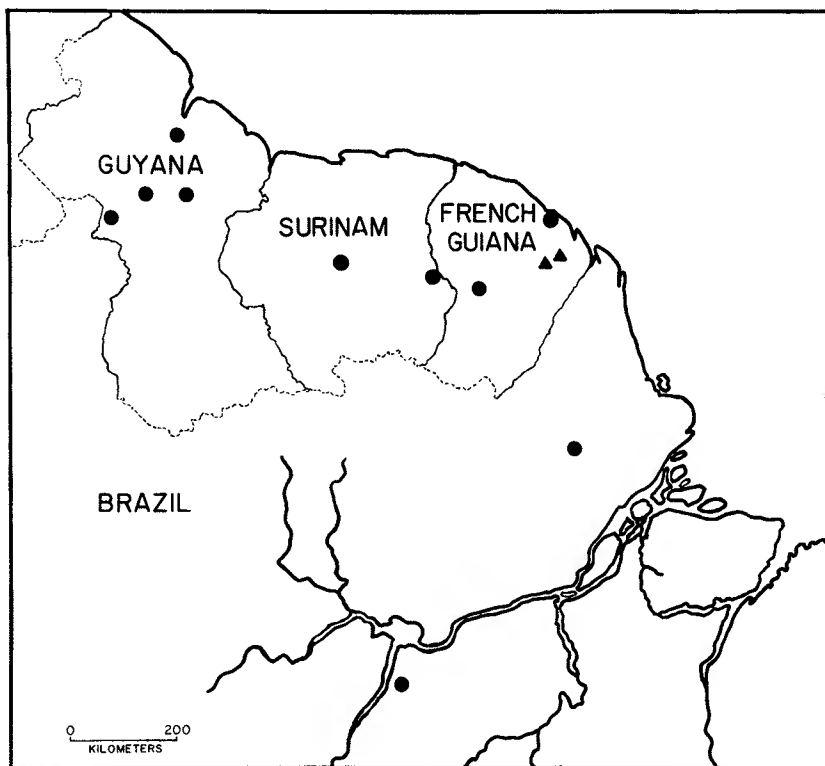 GUYANA
SURINAM
FRENCH
GUIANA
BRAZIL
0 200
KILOMETERS